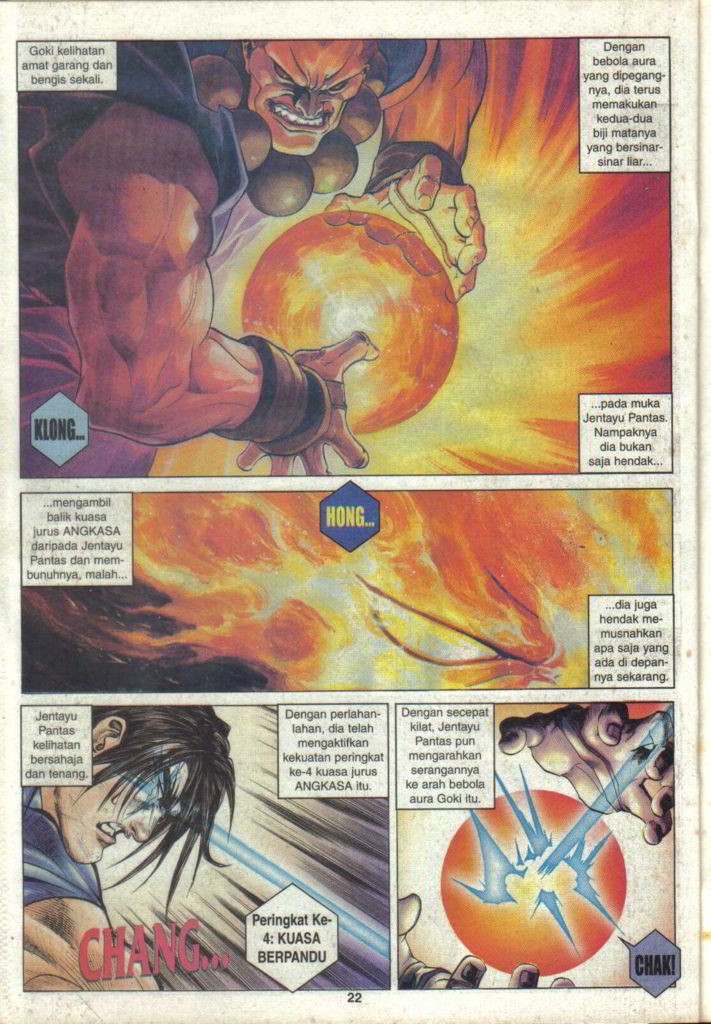 Goki kelihatan
amat garang dan
bengis sekali.
Dengan
bebola aura
yang dipegang-
nya, dia terus
memakukan
kedua-dua
biji matanya
yang bersinar-
sinar liar...
KLONG...
...pada muka
Jentayu Pantas.
Nampaknya
dia bukan
saja hendak...
...mengambil
balik kuasa
jurus ANGKASA
daripada Jentayu
Pantas dan mem-
bunuhnya, malah...
HONG...
...dia juga
hendak me-
musnahkan
apa saja yang
ada di depan-
nya sekarang.
Jentayu
Pantas
kelihatan
bersahaja
dan tenang.
Dengan perlahan-
lahan, dia telah
mengaktifkan
kekuatan peringkat
ke-4 kuasa jurus
ANGKASA itu.
CHANG...
Peringkat Ke-
4: KUASA
BERPANDU
Dengan secepat
kilat, Jentayu
Pantas pun
mengarahkan
serangannya
ke arah bebola
aura Goki itu.
CHAK!
22